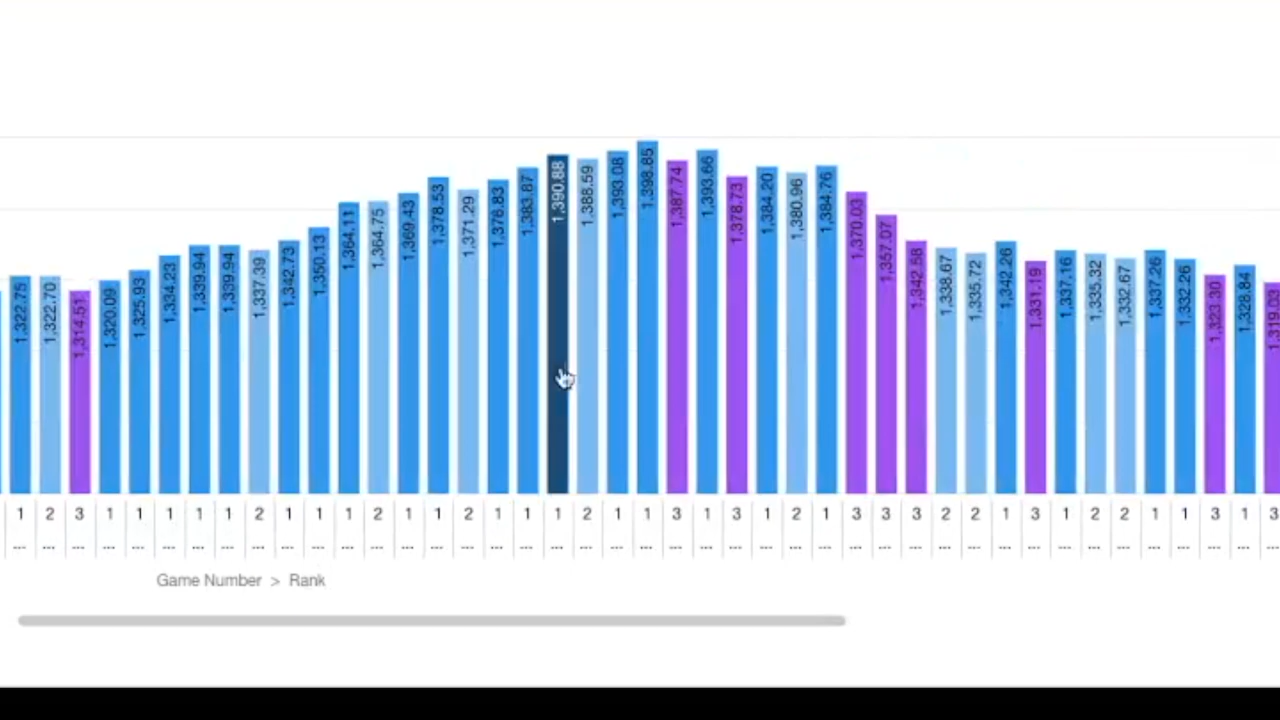 1,322.75 1,322.70 1,314.51 1,320.09 1,325.93 1,334.23 1,339.94 1,339.94 1,337.39 1,342.73 1,350.13 1,364.11 1,364.75 1,369.43 1,378.53 1,371.29 1,376.83 1,383.87 1,390.88 1,388.59 1,393.08 1,398.85 1,387.74 1,393.66 1,378.73 1,384.20 1,380.96 1,384.76 1,370.03 1,357.07 1,342.58 1,338.67 1,335.72 1,342.26 1,331.19 1,337.16 1,335.32 1,332.67 1,337.26 1,332.26 1,323.30 1,328.84 1,319.03
1 2 3 1 1 1 1 1 2 1 1 1 2 1 1 2 1 1 1 2 1 1 3 1 3 1 2 1 3 3 3 2 2 1 3 1 2 2 1 1 3 1 3
... ... ... ... ... ... ... ... ... ... ... ... ... ... ... ... ... ... ... ... ... ... ... ... ... ... ... ... ... ... ... ... ... ... ... ... ... ... ... ... ... ... ...
Game Number > Rank